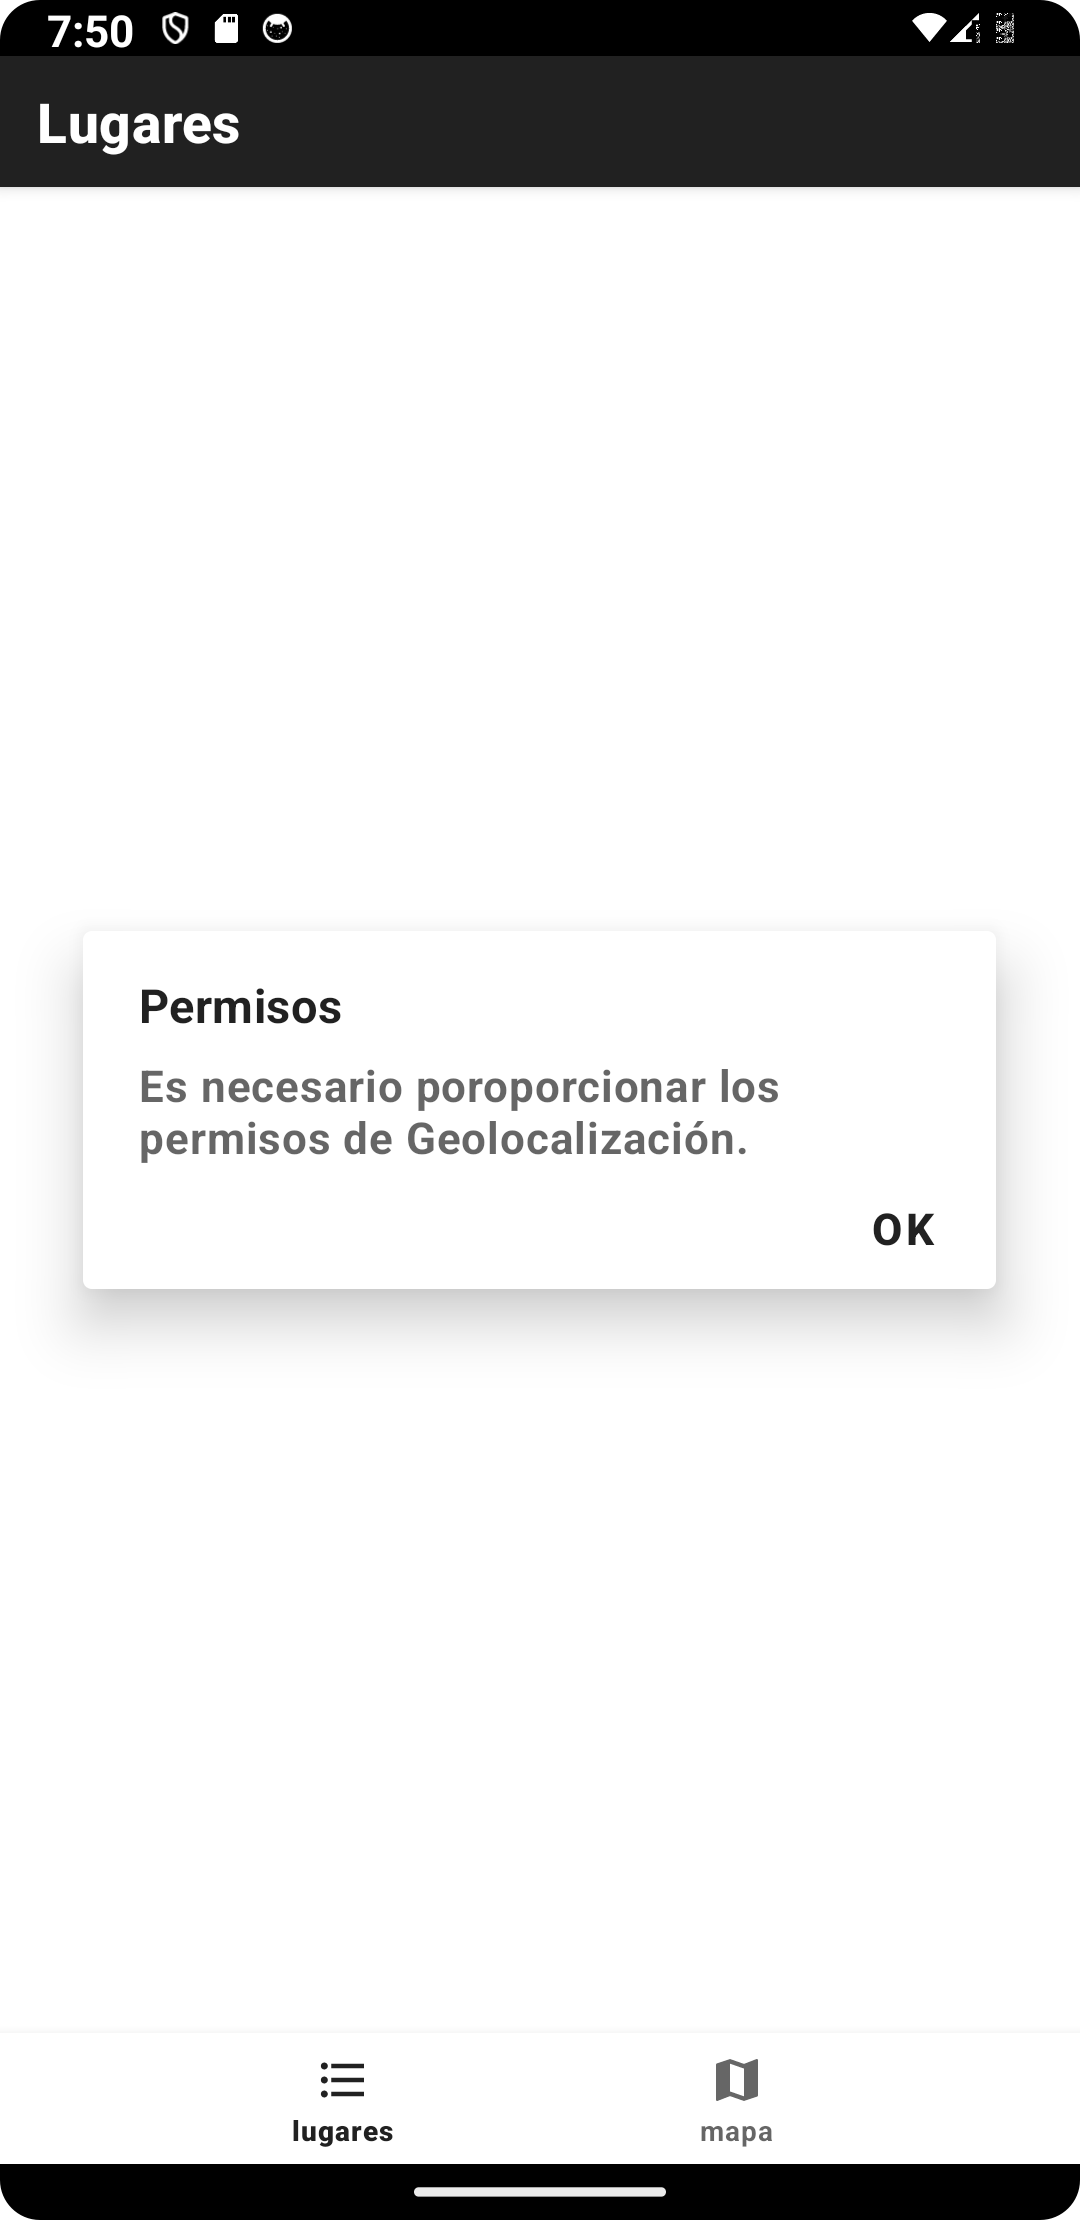 7:50
Lugares
Permisos
Es necesario poroporcionar los
permisos de Geolocalización.
OK
lugares
mapa